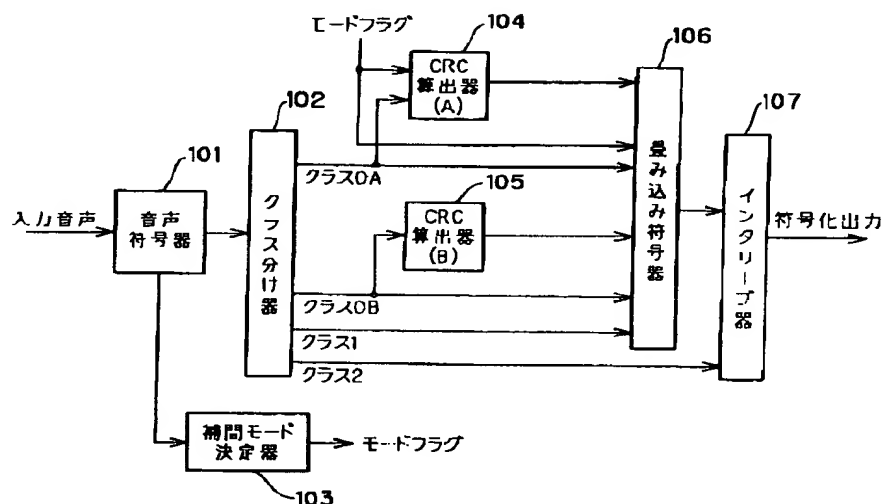 モードフラグ
104
CRC
算出器
(A)
106
畳み込み符号器
107
インタリーブ器
102
クラス分け器
101
入力音声
音声
符号器
クラス0A
105
CRC
算出器
(B)
符号化出力
クラス0B
クラス1
クラス2
補間モード
決定器
モードフラグ
103